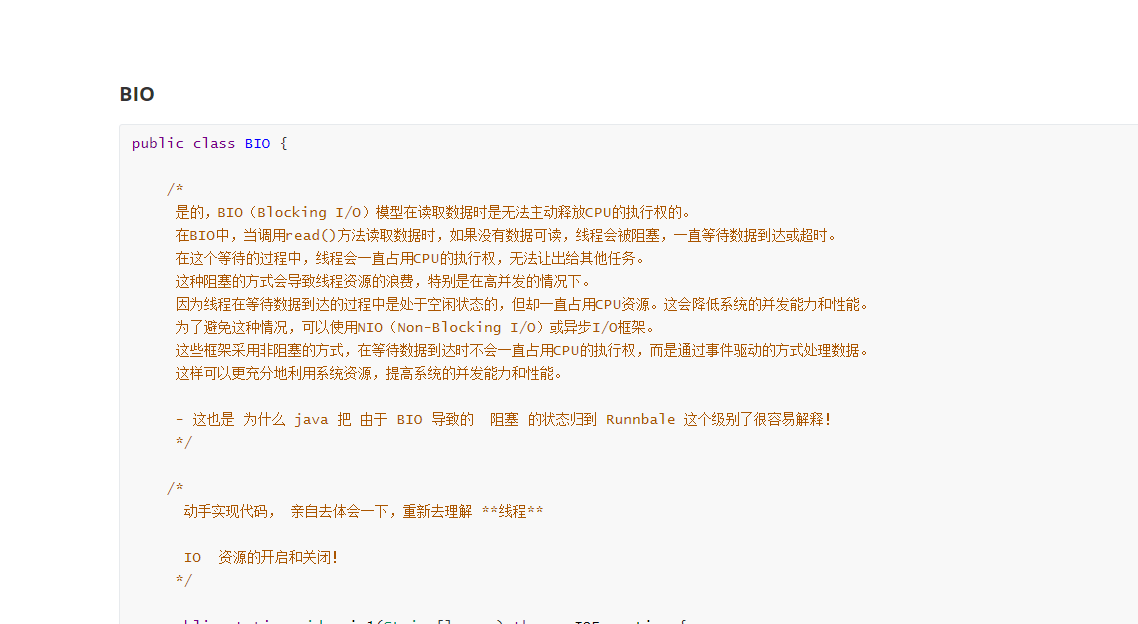 BIO
public class BIO {
/*
是的，BIO（Blocking I/O）模型在读取数据时是无法主动释放CPU的执行权的。
在BIO中，当调用read()方法读取数据时，如果没有数据可读，线程会被阻塞，一直等待数据到达或超时。
在这个等待的过程中，线程会一直占用CPU的执行权，无法让出给其他任务。
这种阻塞的方式会导致线程资源的浪费，特别是在高并发的情况下。
因为线程在等待数据到达的过程中是处于空闲状态的，但却一直占用CPU资源。这会降低系统的并发能力和性能。
为了避免这种情况，可以使用NIO（Non-Blocking I/O）或异步I/O框架。
这些框架采用非阻塞的方式，在等待数据到达时不会一直占用CPU的执行权，而是通过事件驱动的方式处理数据。
这样可以更充分地利用系统资源，提高系统的并发能力和性能。
- 这也是 为什么 java 把 由于 BIO 导致的  阻塞 的状态归到 Runnbale 这个级别了很容易解释！
*/
/*
动手实现代码， 亲自去体会一下，重新去理解 **线程**
IO  资源的开启和关闭！
*/